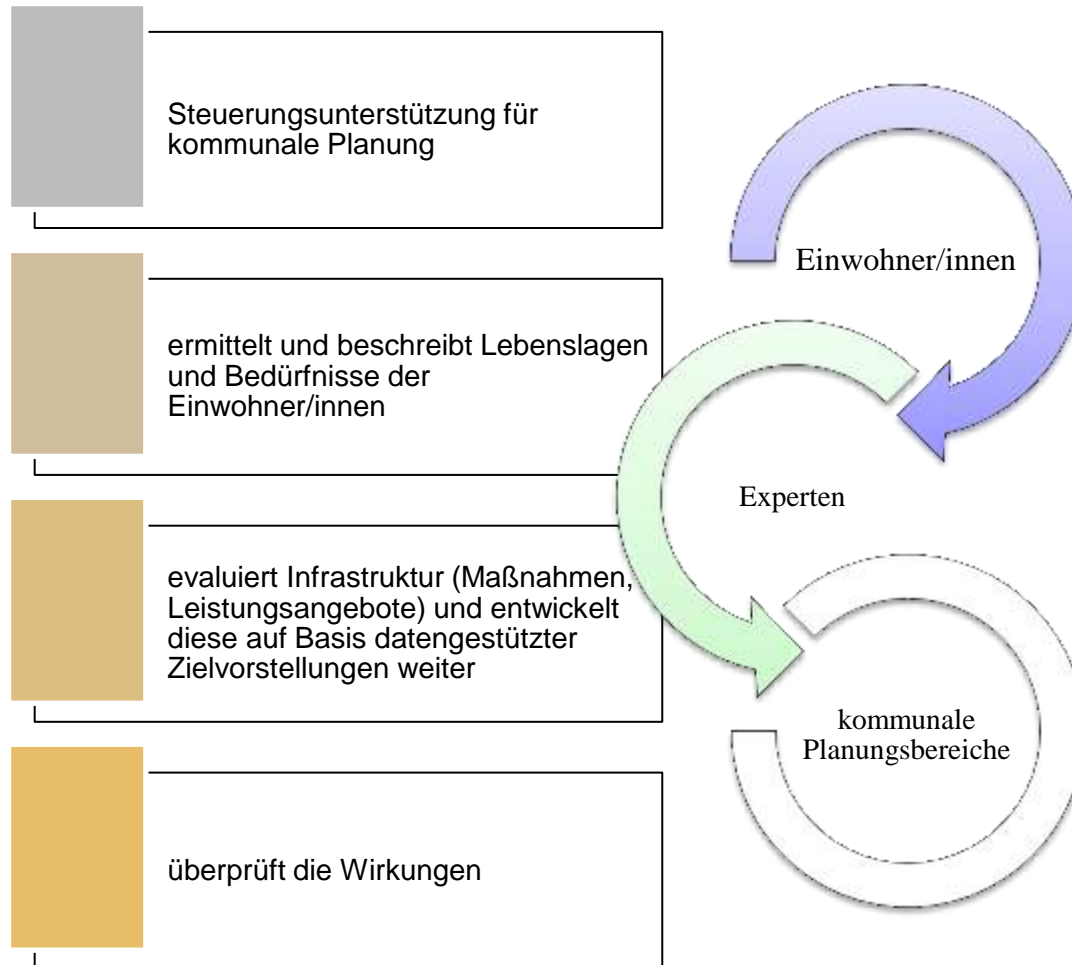 Steuerungsunterstützung für
kommunale Planung
ermittelt und beschreibt Lebenslagen
und Bedürfnisse der
Einwohner/innen
evaluiert Infrastruktur (Maßnahmen,
Leistungsangebote) und entwickelt
diese auf Basis datengestützter
Zielvorstellungen weiter
überprüft die Wirkungen
Einwohner/innen
Experten
kommunale
Planungsbereiche